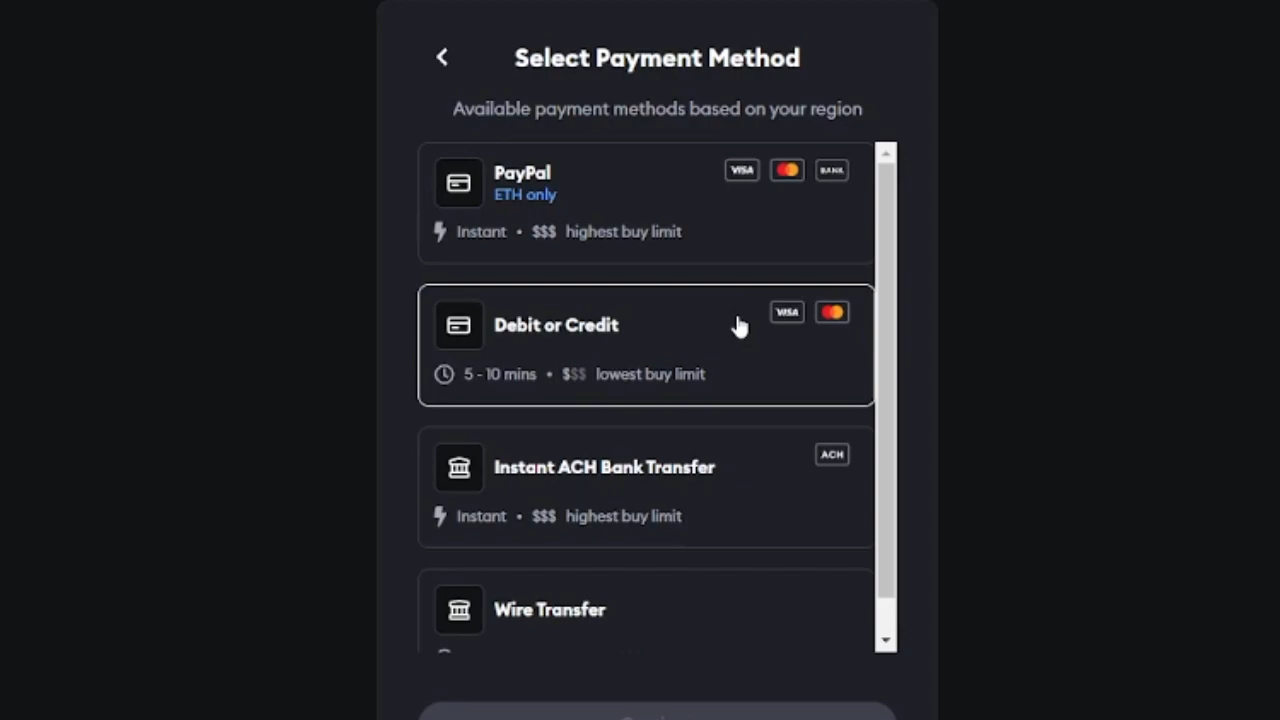 Select Payment Method
Available payment methods based on your region
PayPal
VISA
BANK
ETH only
Instant • $$$ highest buy limit
Debit or Credit
VISA
5 - 10 mins • $$$ lowest buy limit
Instant ACH Bank Transfer
ACH
Instant • $$$ highest buy limit
Wire Transfer